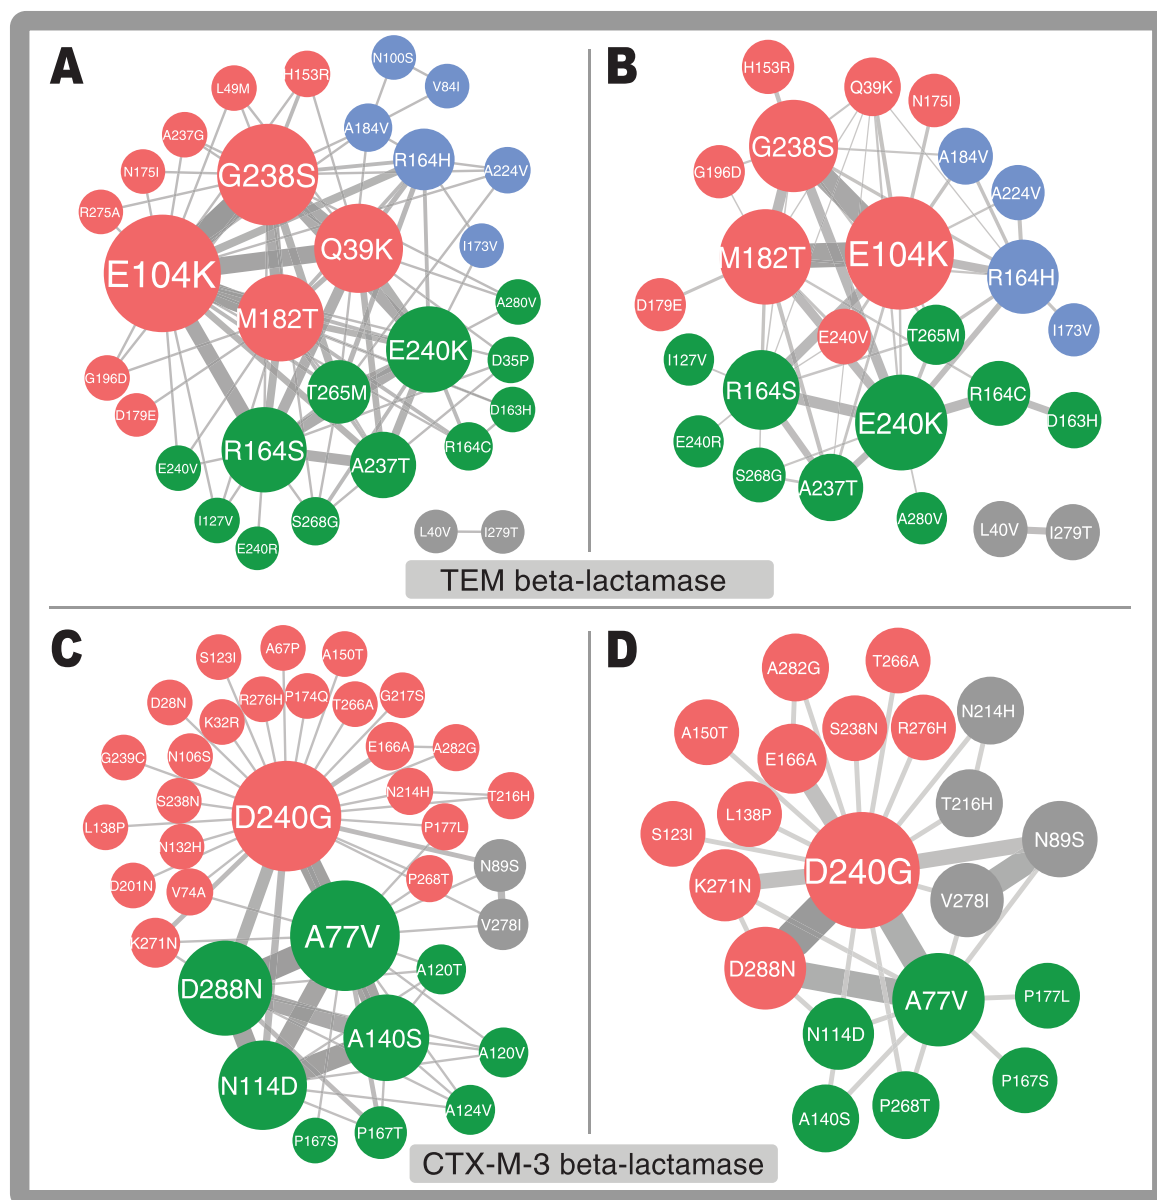 A
N100S
H153R
V84I
L49M
A184V
A237G
R164H
G238S
A224V
N175I
R275A
Q39K
I173V
E104K
A280V
M182T
E240K
D35P
G196D
T265M
D163H
D179E
R164C
R164S
A237T
E240V
I127V
S268G
L40V
I279T
E240R
B
H153R
Q39K
N175I
G238S
A184V
G196D
A224V
M182T
E104K
R164H
D179E
I173V
E240V
T265M
I127V
R164S
R164C
E240K
D163H
E240R
S268G
A237T
A280V
L40V
I279T
TEM beta-lactamase
C
A67P
S123I
A150T
R276H
P174Q
G217S
D28N
T266A
K32R
E166A
A282G
G239C
N106S
N214H
T216H
S238N
D240G
L138P
P177L
N132H
N89S
D201N
V74A
P268T
V278I
K271N
A77V
A120T
D288N
A140S
A120V
N114D
A124V
P167S
P167T
D
A282G
T266A
N214H
A150T
S238N
R276H
E166A
T216H
L138P
S123I
N89S
D240G
K271N
V278I
D288N
A77V
P177L
N114D
P167S
A140S
P268T
CTX-M-3 beta-lactamase